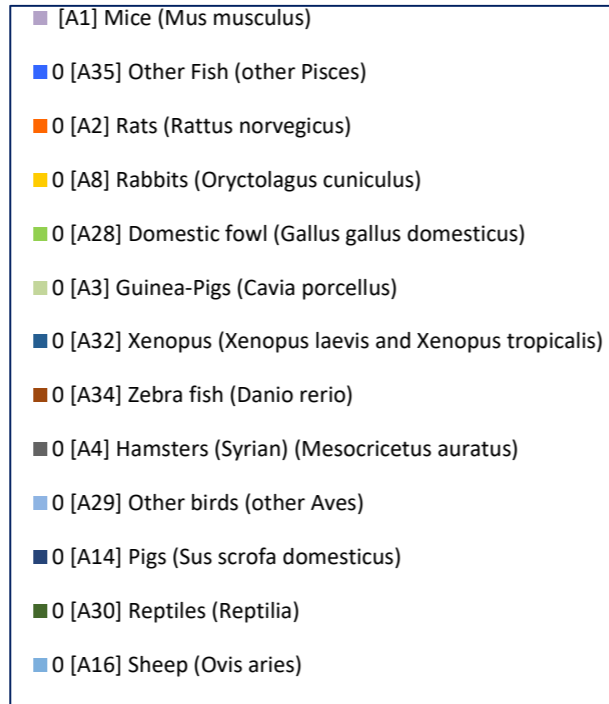 [A1] Mice (Mus musculus)
0 [A35] Other Fish (other Pisces)
0 [A2] Rats (Rattus norvegicus)
0 [A8] Rabbits (Oryctolagus cuniculus)
0 [A28] Domestic fowl (Gallus gallus domesticus)
0 [A3] Guinea-Pigs (Cavia porcellus)
0 [A32] Xenopus (Xenopus laevis and Xenopus tropicalis)
0 [A34] Zebra fish (Danio rerio)
0 [A4] Hamsters (Syrian) (Mesocricetus auratus)
0 [A29] Other birds (other Aves)
0 [A14] Pigs (Sus scrofa domesticus)
0 [A30] Reptiles (Reptilia)
0 [A16] Sheep (Ovis aries)